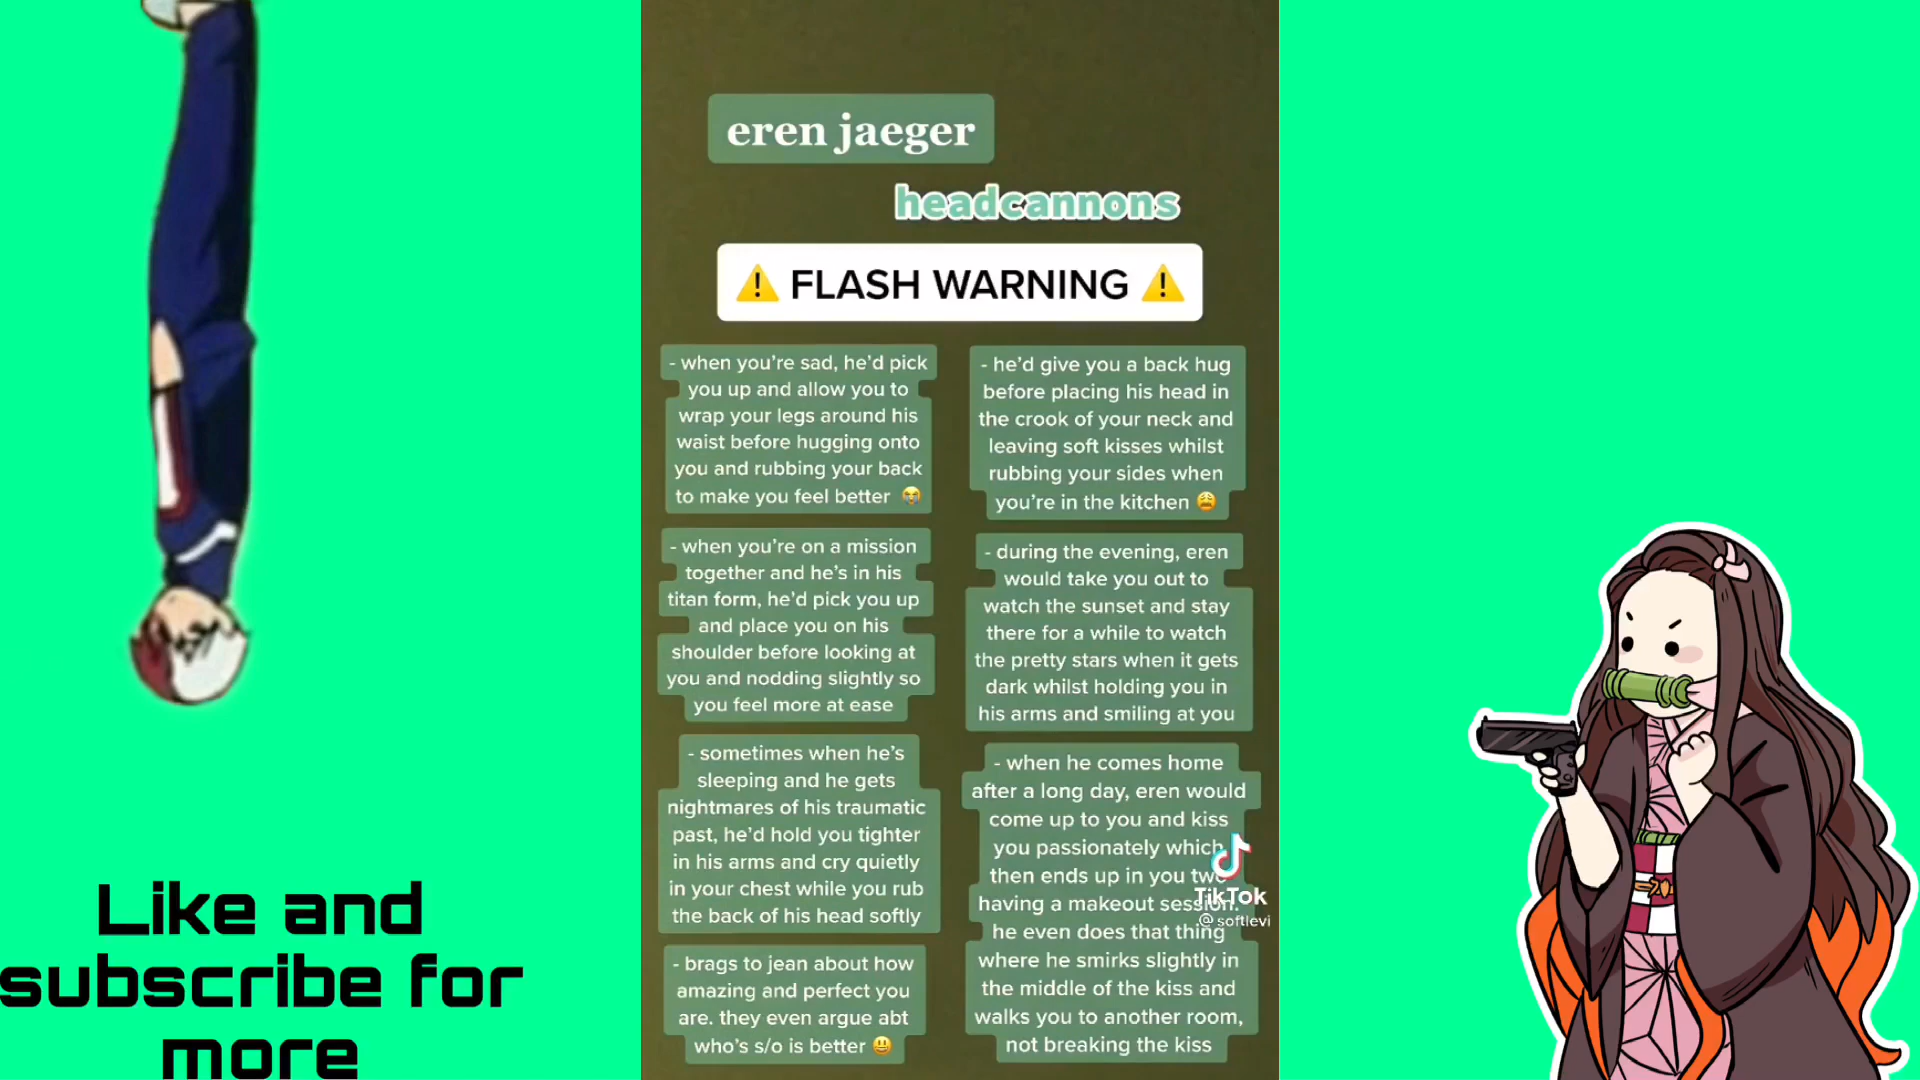 eren jaeger
headcannons
⚠️ FLASH WARNING ⚠️
- when you're sad, he'd pick
you up and allow you to
wrap your legs around his
waist before hugging onto
you and rubbing your back
to make you feel better 😭
- when you're on a mission
together and he's in his
titan form, he'd pick you up
and place you on his
shoulder before looking at
you and nodding slightly so
you feel more at ease
- sometimes when he's
sleeping and he gets
nightmares of his traumatic
past, he'd hold you tighter
in his arms and cry quietly
in your chest while you rub
the back of his head softly
- brags to jean about how
amazing and perfect you
are. they even argue abt
who's s/o is better 😃
- he'd give you a back hug
before placing his head in
the crook of your neck and
leaving soft kisses whilst
rubbing your sides when
you're in the kitchen 😩
- during the evening, eren
would take you out to
watch the sunset and stay
there for a while to watch
the pretty stars when it gets
dark whilst holding you in
his arms and smiling at you
- when he comes home
after a long day, eren would
come up to you and kiss
you passionately which
then ends up in you two
having a makeout session.
he even does that thing
where he smirks slightly in
the middle of the kiss and
walks you to another room,
not breaking the kiss
TikTok
@ softlevi
Like and
subscribe for
more